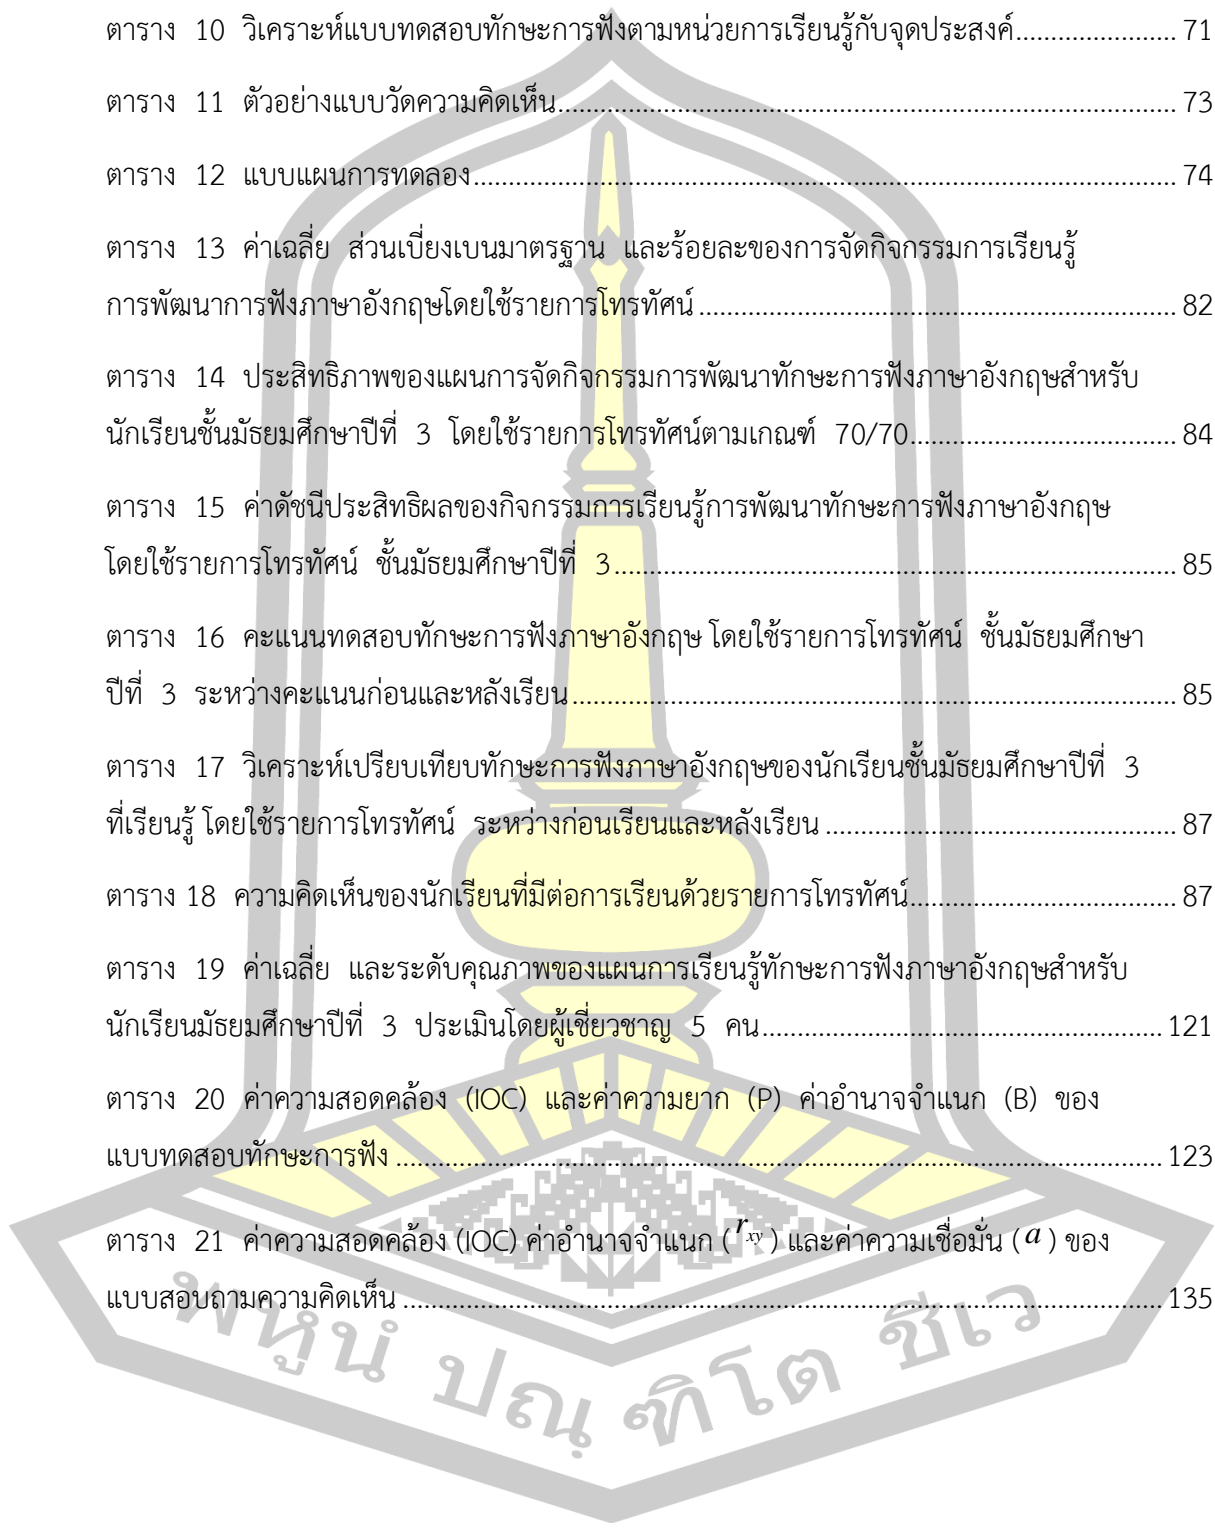 ตาราง 10 วิเคราะห์แบบทดสอบทักษะการฟังตามหน่วยการเรียนรู้กับจุดประสงค์........................ 71
ตาราง 11 ตัวอย่างแบบวัดความคิดเห็น.............................................................................................. 73
ตาราง 12 แบบแผนการทดลอง........................................................................................................... 74
ตาราง 13 ค่าเฉลี่ย ส่วนเบี่ยงเบนมาตรฐาน และร้อยละของการจัดกิจกรรมการเรียนรู้
การพัฒนาการฟังภาษาอังกฤษโดยใช้รายการโทรทัศน์ ........................................................................ 82
ตาราง 14 ประสิทธิภาพของแผนการจัดกิจกรรมการพัฒนาทักษะการฟังภาษาอังกฤษสำหรับ
นักเรียนชั้นมัธยมศึกษาปีที่ 3 โดยใช้รายการโทรทัศน์ตามเกณฑ์ 70/70........................................ 84
ตาราง 15 ค่าดัชนีประสิทธิผลของกิจกรรมการเรียนรู้การพัฒนาทักษะการฟังภาษาอังกฤษ
โดยใช้รายการโทรทัศน์ ชั้นมัธยมศึกษาปีที่ 3...................................................................................... 85
ตาราง 16 คะแนนทดสอบทักษะการฟังภาษาอังกฤษ โดยใช้รายการโทรทัศน์ ชั้นมัธยมศึกษา
ปีที่ 3 ระหว่างคะแนนก่อนและหลังเรียน ........................................................................................... 85
ตาราง 17 วิเคราะห์เปรียบเทียบทักษะการฟังภาษาอังกฤษของนักเรียนชั้นมัธยมศึกษาปีที่ 3
ที่เรียนรู้ โดยใช้รายการโทรทัศน์ ระหว่างก่อนเรียนและหลังเรียน ..................................................... 87
ตาราง 18 ความคิดเห็นของนักเรียนที่มีต่อการเรียนด้วยรายการโทรทัศน์........................................ 87
ตาราง 19 ค่าเฉลี่ย และระดับคุณภาพของแผนการเรียนรู้ทักษะการฟังภาษาอังกฤษสำหรับ
นักเรียนมัธยมศึกษาปีที่ 3 ประเมินโดยผู้เชี่ยวชาญ 5 คน............................................................. 121
ตาราง 20 ค่าความสอดคล้อง (IOC) และค่าความยาก (P) ค่าอำนาจจำแนก (B) ของ
แบบทดสอบทักษะการฟัง .................................................................................................................... 123
ตาราง 21 ค่าความสอดคล้อง (IOC) ค่าอำนาจจำแนก (r_xy) และค่าความเชื่อมั่น (a) ของ
แบบสอบถามความคิดเห็น ................................................................................................................... 135
พหูนํ ปณฺฑิโต ชีเว